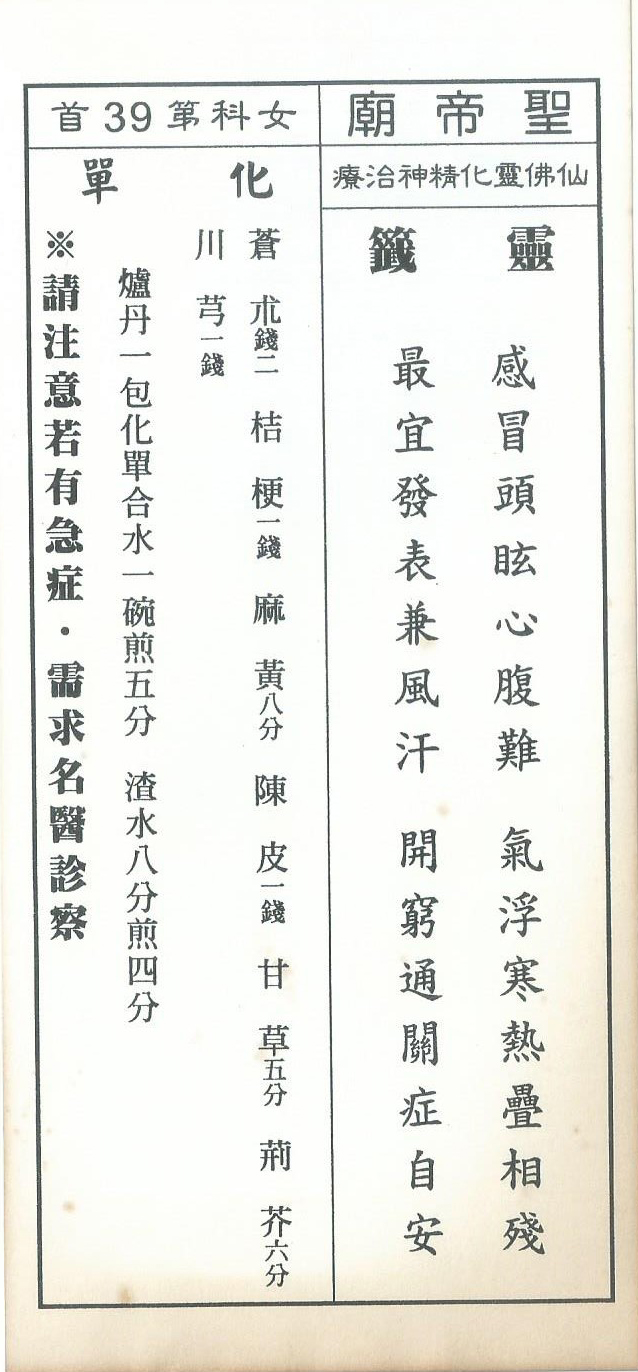 聖帝廟
仙佛靈化精神治療
靈籤
感冒頭眩心腹難 氣浮寒熱疊相殘
最宜發表兼風汗 開窮通關症自安
女科第39首
化單
蒼朮錢二 桔梗一錢 麻黃八分 陳皮一錢 甘草五分 荊芥六分
川芎一錢
爐丹一包化單合水一碗煎五分 渣水八分煎四分
※請注意若有急症・需求名醫診察